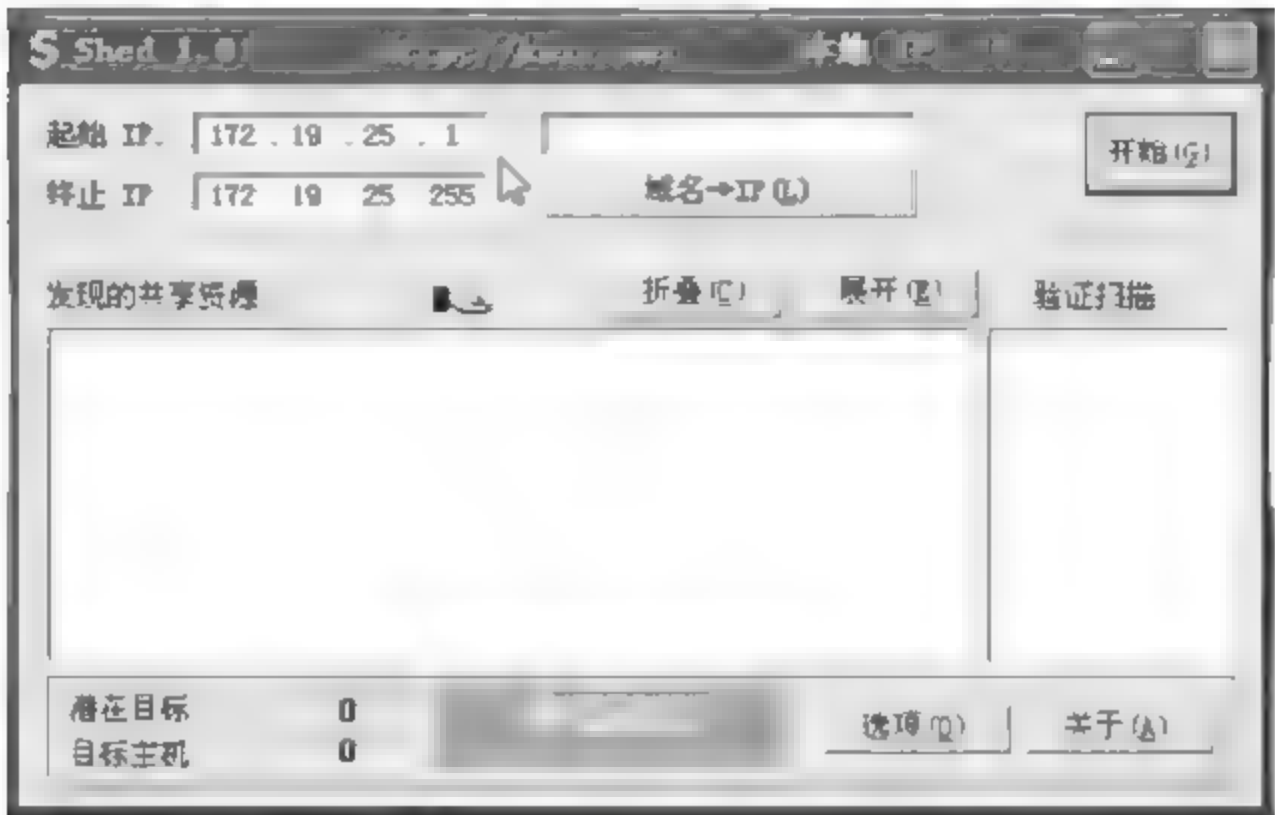 S Shed 1.01
起始 IP. 172 . 19 . 25 . 1
开始(G)
终止 IP 172 19 25 255
域名→IP(L)
发现的共享资源
折叠(C)
展开(E)
验证扫描
潜在目标 0
目标主机 0
选项(O)
关于(A)